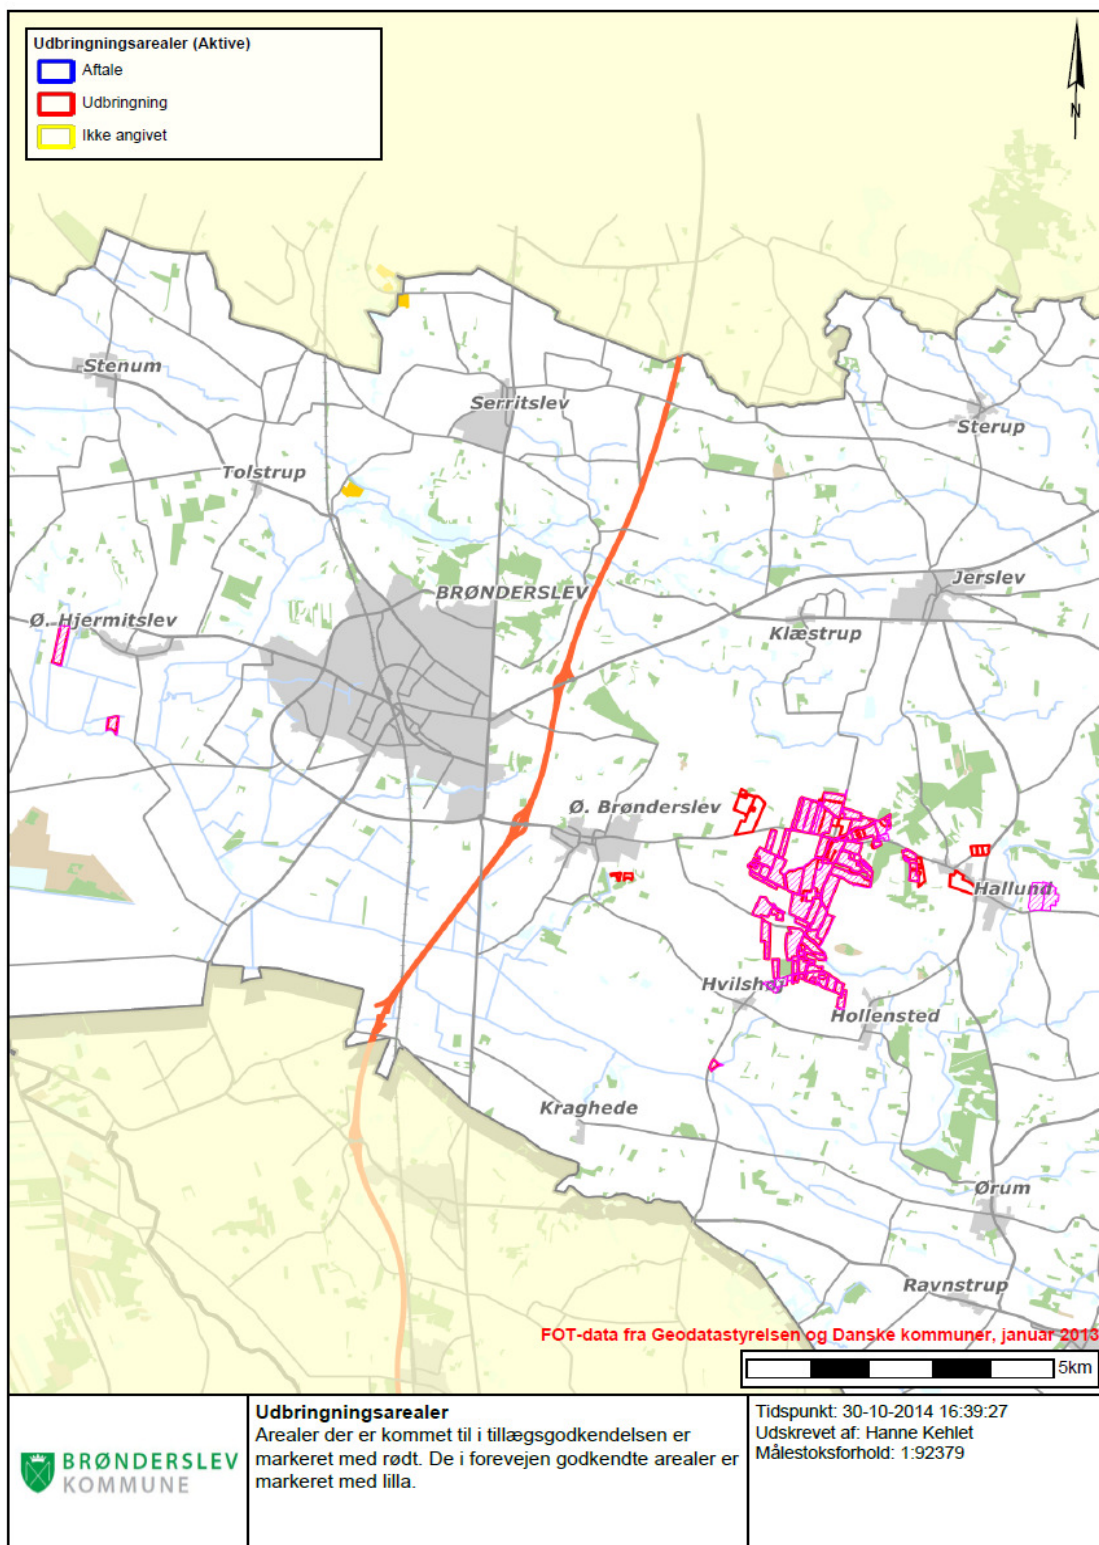 Udbringningsarealer (Aktive)
Aftale
Udbringning
Ikke angivet
N
Stenum
Serritslev
Sterup
Tolstrup
Jerslev
BRØNDERSLEV
Ø. Hjermitslev
Klæstrup
Ø. Brønderslev
Hallund
Hvilshøj
Hollensted
Kraghede
Ørum
Ravnstrup
FOT-data fra Geodatastyrelsen og Danske kommuner, januar 2013
5km
BRØNDERSLEV
KOMMUNE
Udbringningsarealer
Arealer der er kommet til i tillægsgodkendelsen er
markeret med rødt. De i forevejen godkendte arealer er
markeret med lilla.
Tidspunkt: 30-10-2014 16:39:27
Udskrevet af: Hanne Kehlet
Målestoksforhold: 1:92379